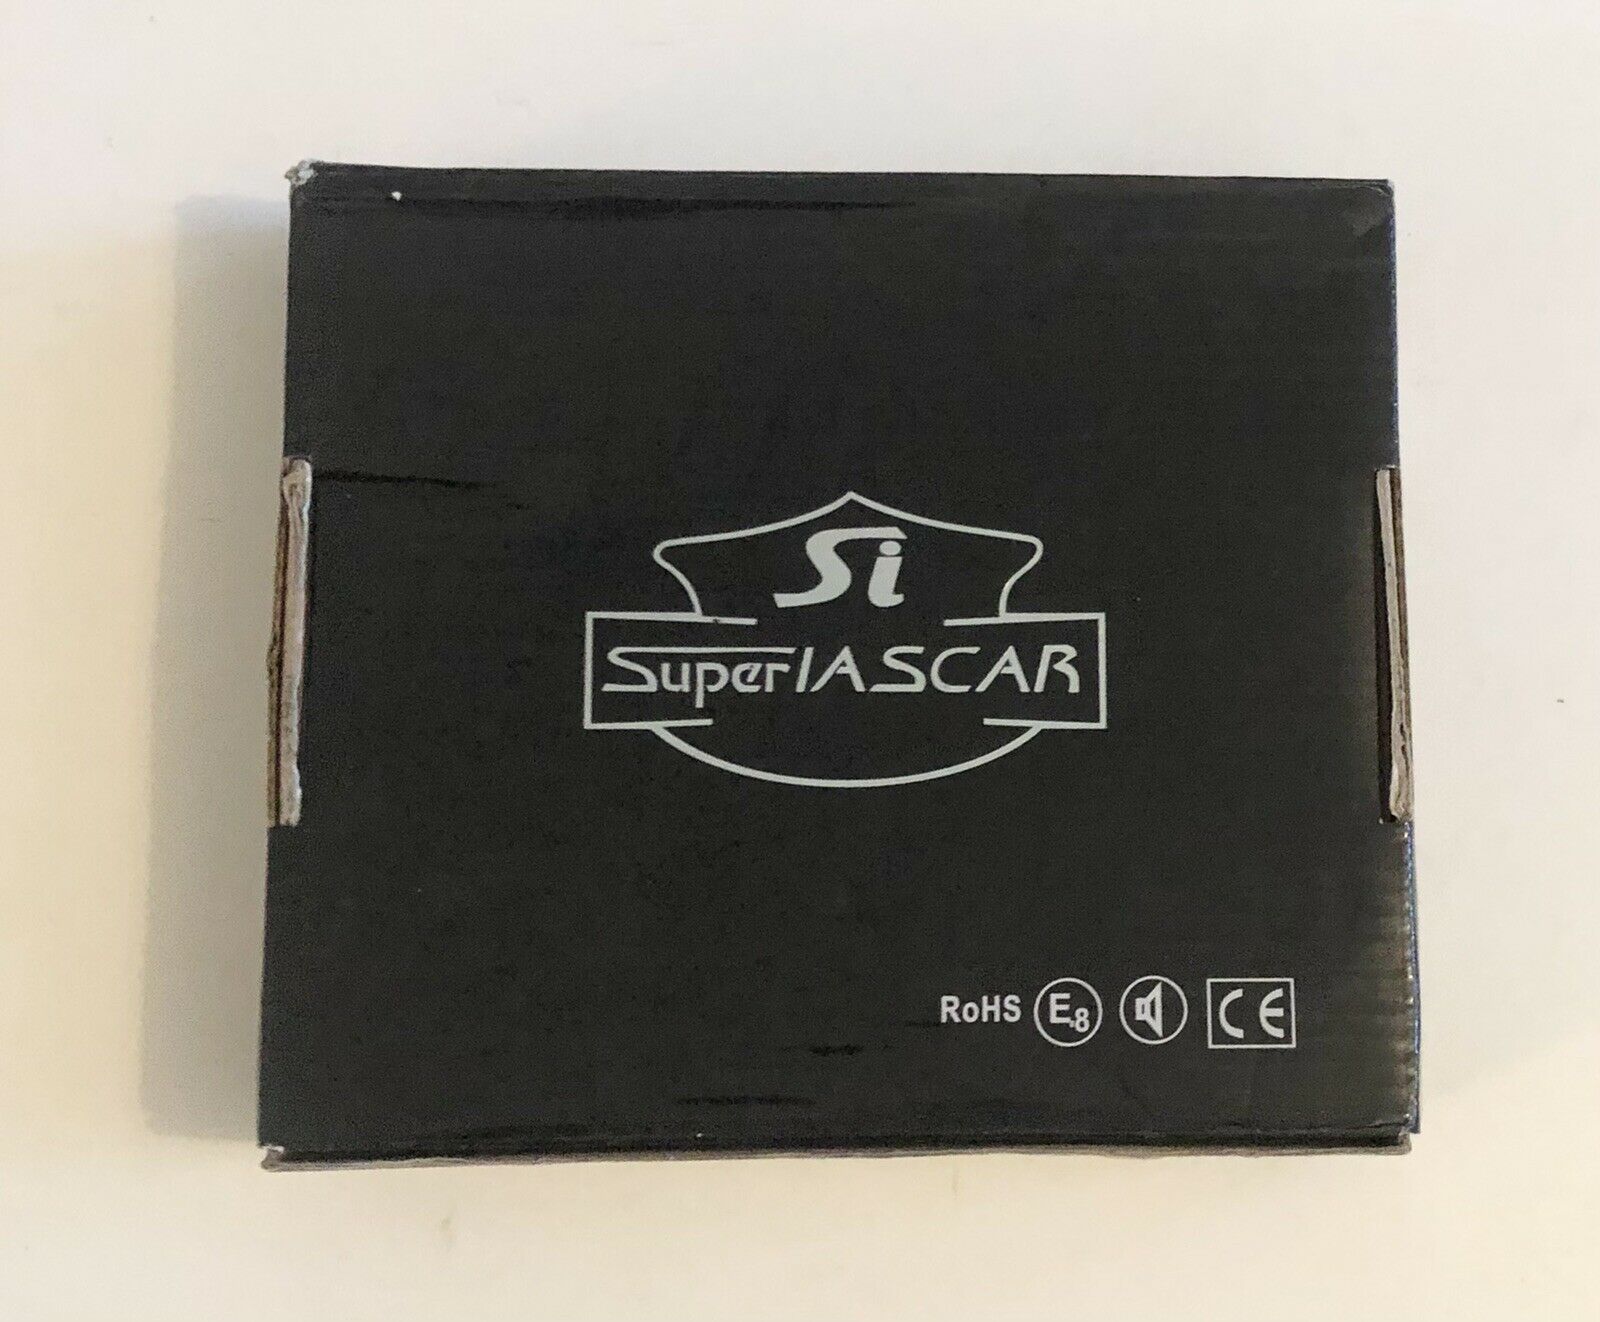 Si
SuperIASCAR
RoHS E8 CE